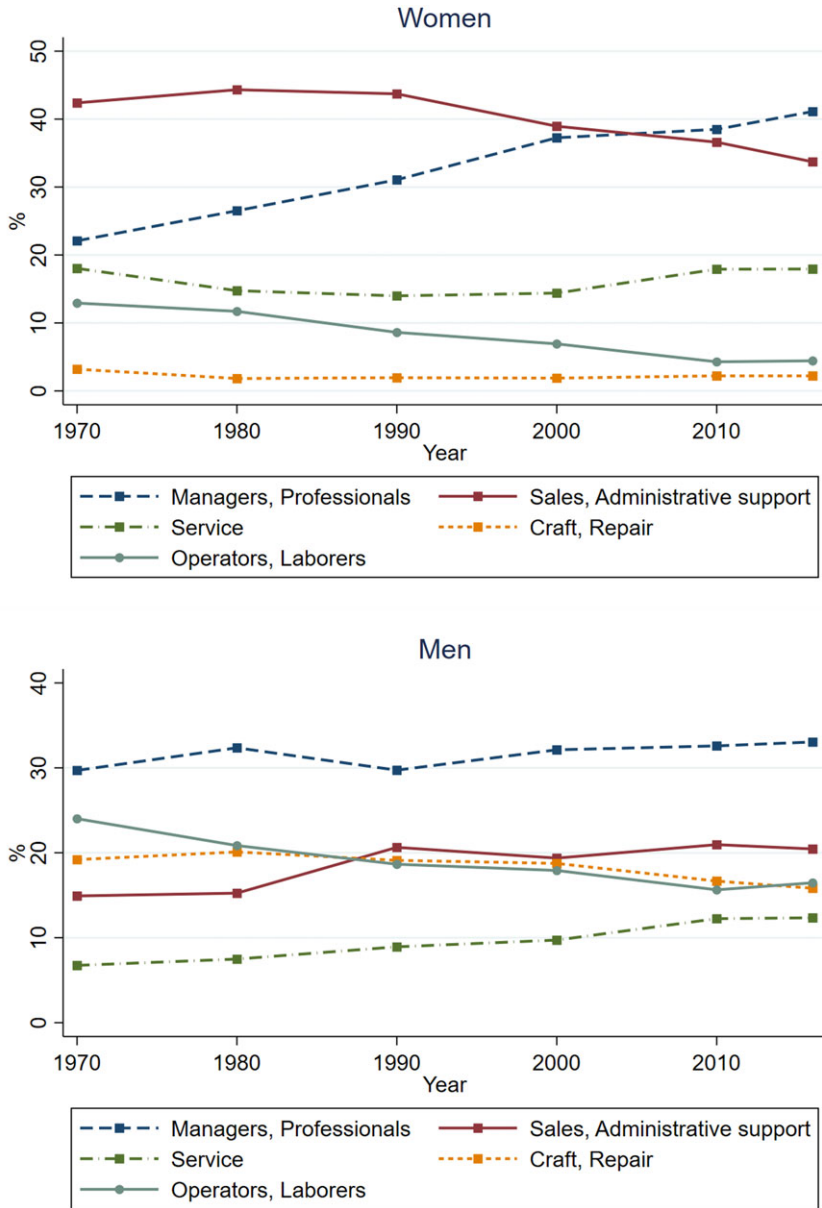 Women
50
40
30
20
10
0
%
1970 1980 1990 2000 2010
Year
Managers, Professionals Sales, Administrative support
Service Craft, Repair
Operators, Laborers
Men
40
30
20
10
0
%
1970 1980 1990 2000 2010
Year
Managers, Professionals Sales, Administrative support
Service Craft, Repair
Operators, Laborers